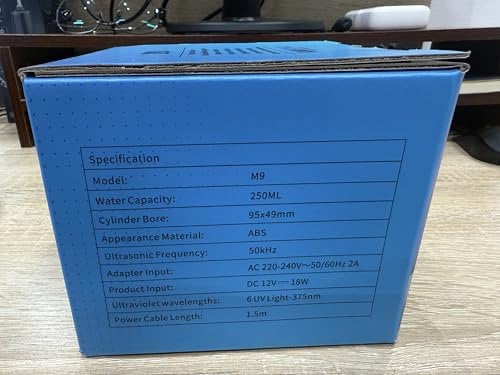 Specification
Model: M9
Water Capacity: 250ML
Cylinder Bore: 95x49mm
Appearance Material: ABS
Ultrasonic Frequency: 50kHz
Adapter Input: AC 220-240V～50/60Hz 2A
Product Input: DC 12V⎓18W
Ultraviolet wavelengths: 6 UV Light-375nm
Power Cable Length: 1.5m